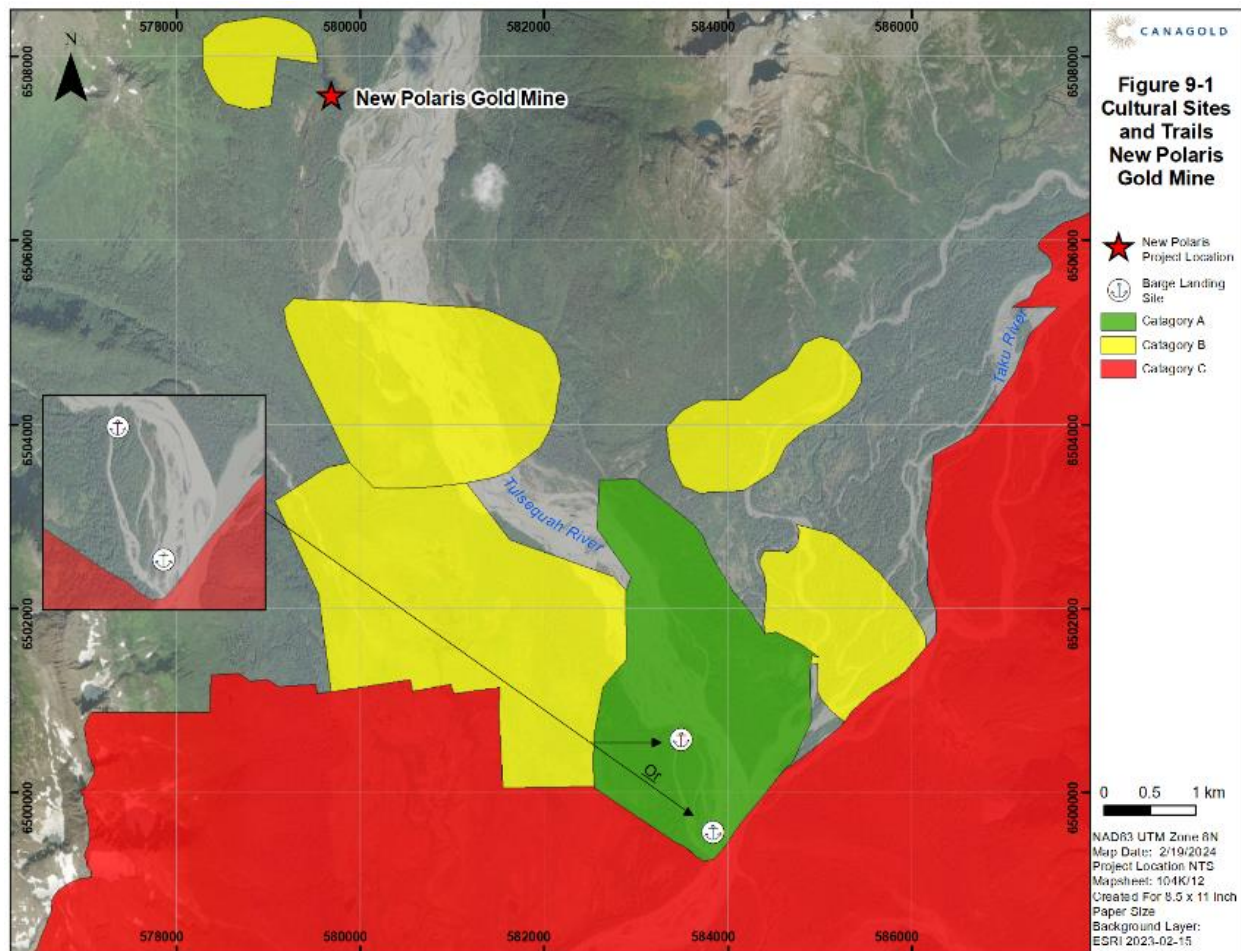 578000
580000
582000
584000
586000
N
6508000
6508000
New Polaris Gold Mine
6506000
6506000
Taku River
6504000
6504000
Tulsequah River
6502000
6502000
Or
6500000
6500000
578000
580000
582000
584000
586000
CANAGOLD
Figure 9-1
Cultural Sites
and Trails
New Polaris
Gold Mine
New Polaris
Project Location
Barge Landing
Site
Catagory A
Catagory B
Catagory C
0 0.5 1 km
NAD83 UTM Zone 8N
Map Date: 2/19/2024
Project Location NTS
Mapsheet: 104K/12
Created For 8.5 x 11 Inch
Paper Size
Background Layer:
ESRI 2023-02-15